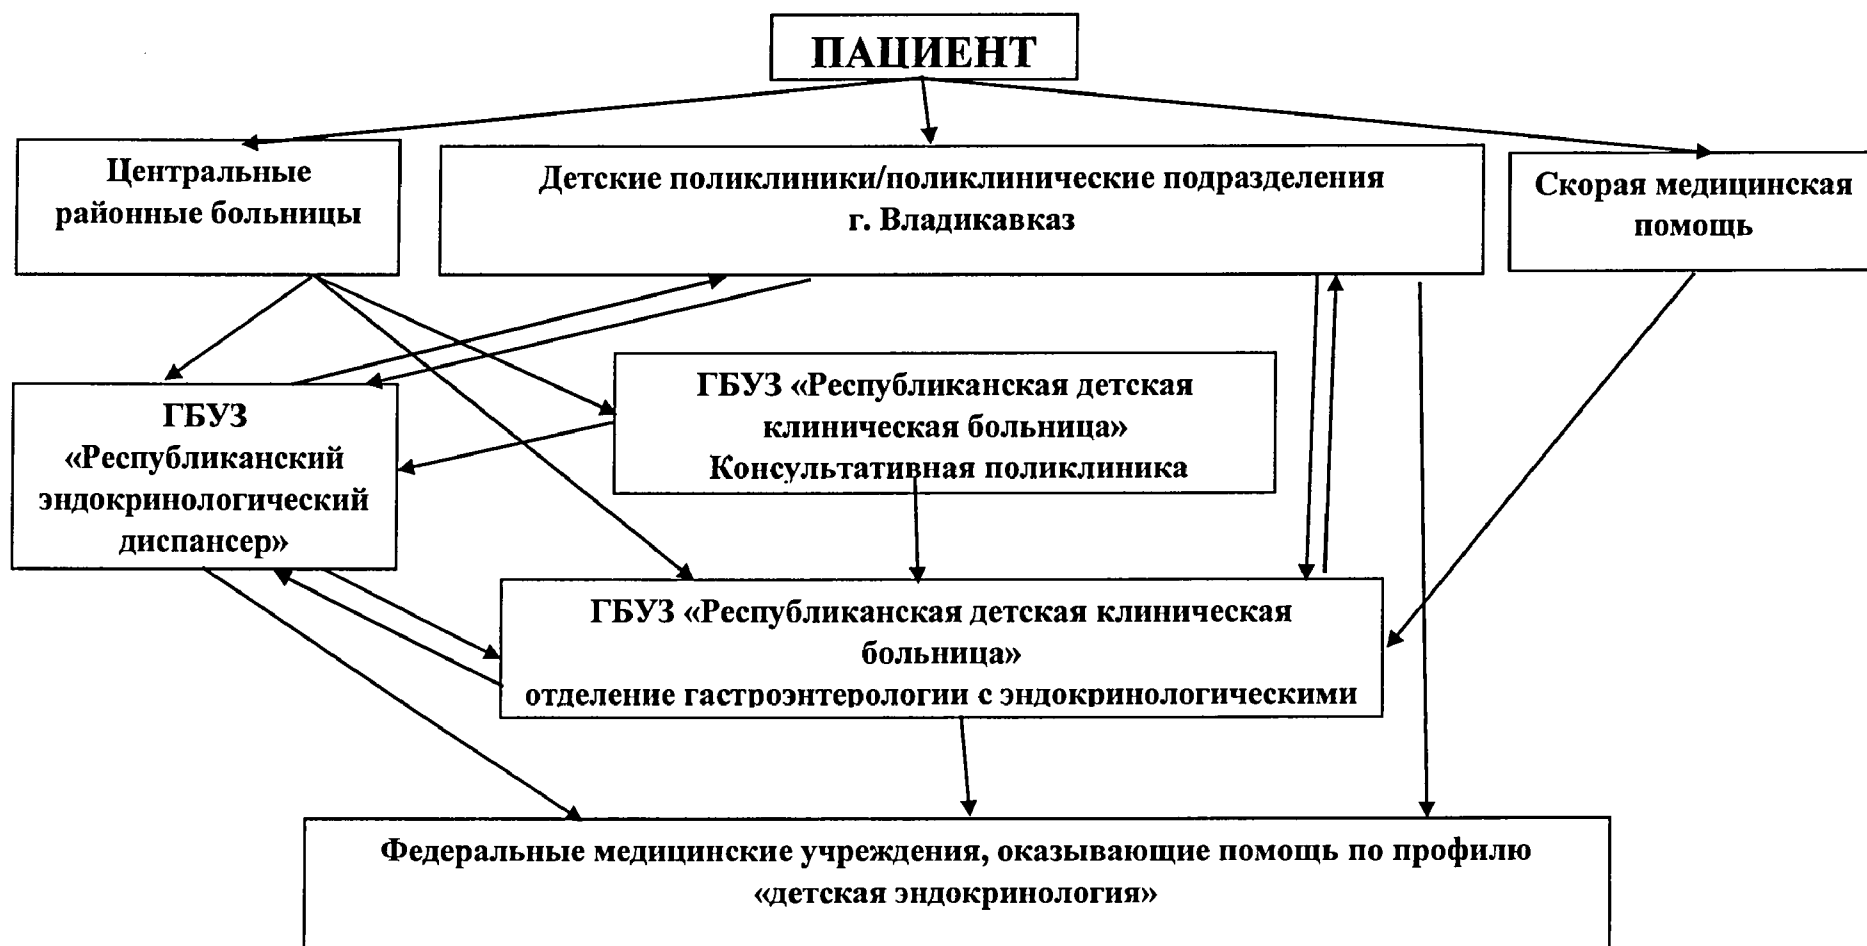 ПАЦИЕНТ
Центральные
районные больницы
Детские поликлиники/поликлинические подразделения
г. Владикавказ
Скорая медицинская
помощь
ГБУЗ
«Республиканский
эндокринологический
диспансер»
ГБУЗ «Республиканская детская
клиническая больница»
Консультативная поликлиника
ГБУЗ «Республиканская детская клиническая
больница»
отделение гастроэнтерологии с эндокринологическими
Федеральные медицинские учреждения, оказывающие помощь по профилю
«детская эндокринология»